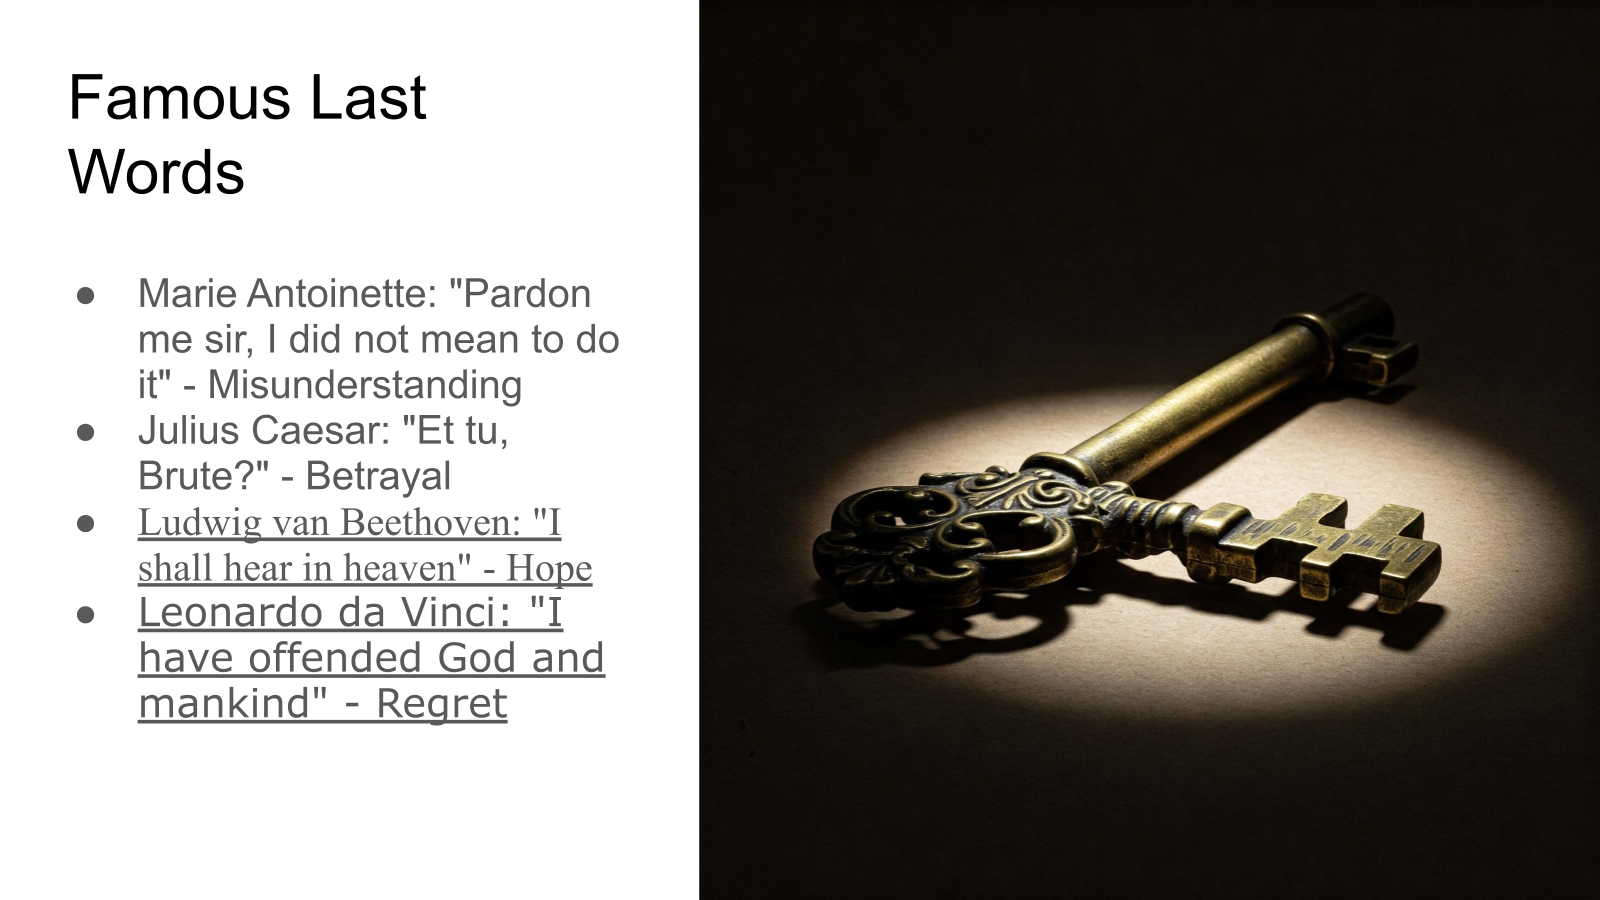 Famous Last
Words
● Marie Antoinette: "Pardon
me sir, I did not mean to do
it" - Misunderstanding
● Julius Caesar: "Et tu,
Brute?" - Betrayal
● Ludwig van Beethoven: "I
shall hear in heaven" - Hope
● Leonardo da Vinci: "I
have offended God and
mankind" - Regret